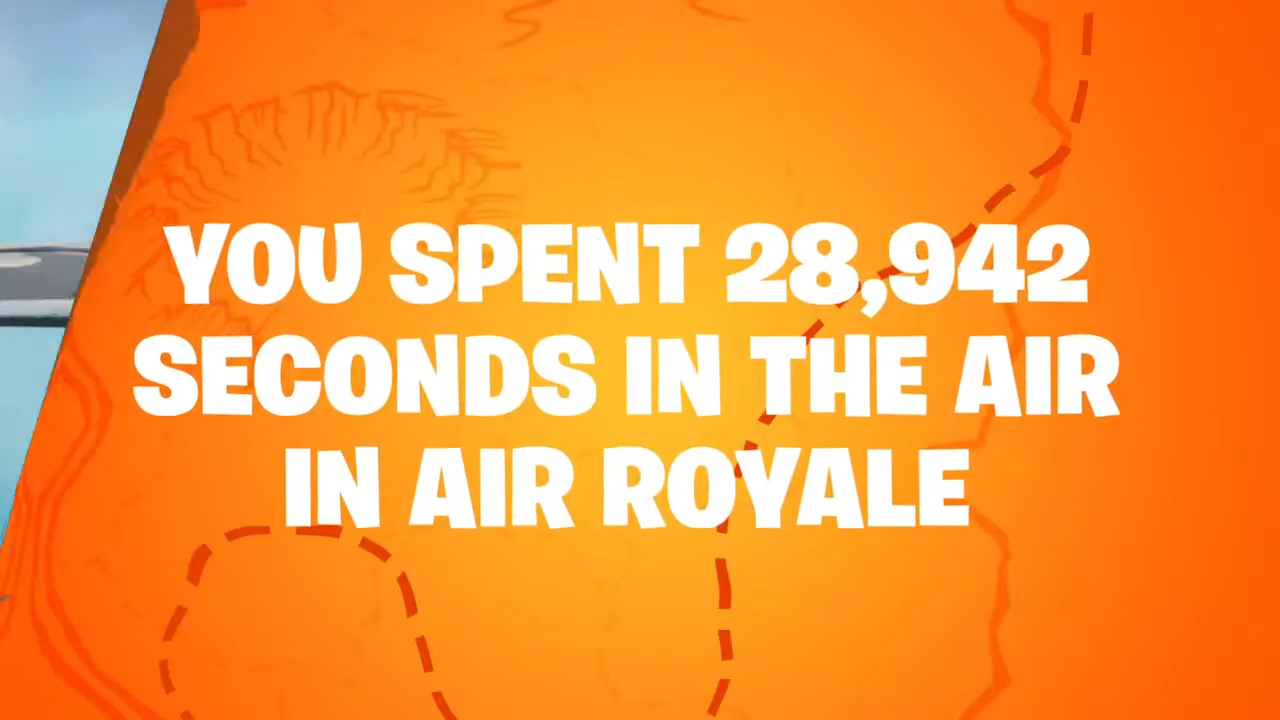 YOU SPENT 28,942
SECONDS IN THE AIR
IN AIR ROYALE